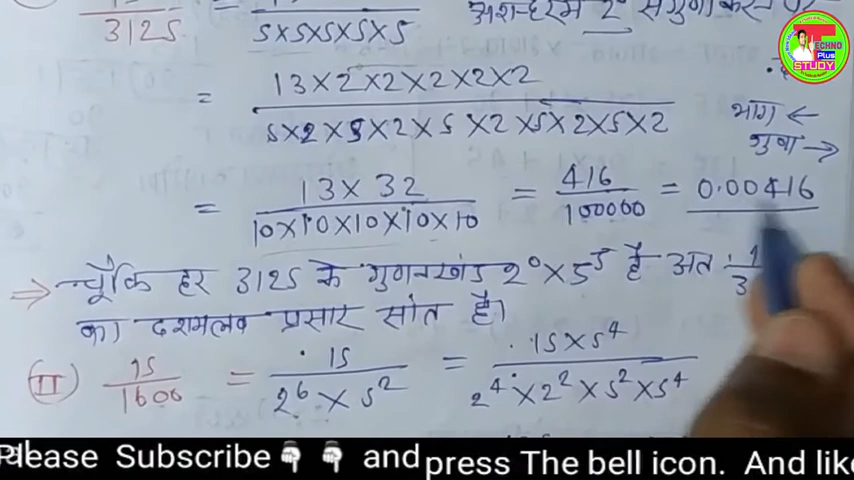 3125 = 5×5×5×5×5 अंश-हर में 2⁵ से गुणा करने पर
TECHNO
Plus
STUDY
= 13×2×2×2×2×2
5×2×5×2×5×2×5×2×5×2
भाग ←
गुणा →
= 13×32 = 416 = 0.00416
10×10×10×10×10 100000
⇒ चूँकि हर 3125 के गुणनखंड 2⁰×5⁵ है अत 1
3
का दशमलव प्रसार सांत है।
(II) 15 = 15 = 15×5⁴
1600 2⁶×5² 2⁴×2²×5²×5⁴
Please Subscribe👇👇 and press The bell icon. And like